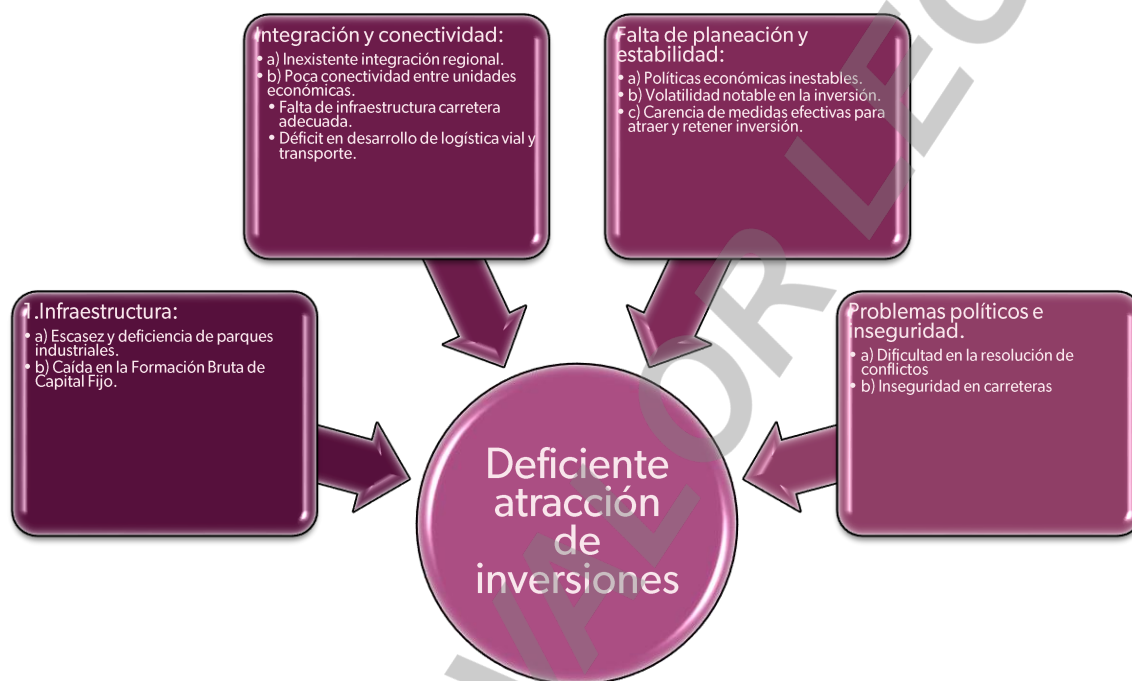 Integración y conectividad:
• a) Inexistente integración regional.
• b) Poca conectividad entre unidades
económicas.
• Falta de infraestructura carretera
adecuada.
• Déficit en desarrollo de logística vial y
transporte.
Falta de planeación y
estabilidad:
• a) Políticas económicas inestables.
• b) Volatilidad notable en la inversión.
• c) Carencia de medidas efectivas para
atraer y retener inversión.
1.Infraestructura:
• a) Escasez y deficiencia de parques
industriales.
• b) Caída en la Formación Bruta de
Capital Fijo.
Problemas políticos e
inseguridad.
• a) Dificultad en la resolución de
conflictos
• b) Inseguridad en carreteras
Deficiente
atracción
de
inversiones
VALOR LEG